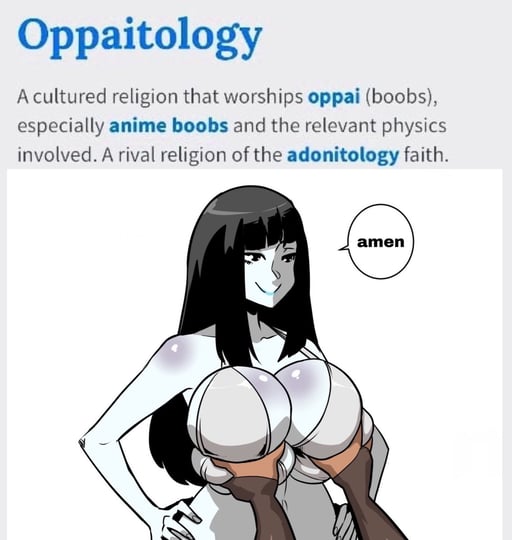 Oppaitology
A cultured religion that worships oppai (boobs),
especially anime boobs and the relevant physics
involved. A rival religion of the adonitology faith.
amen